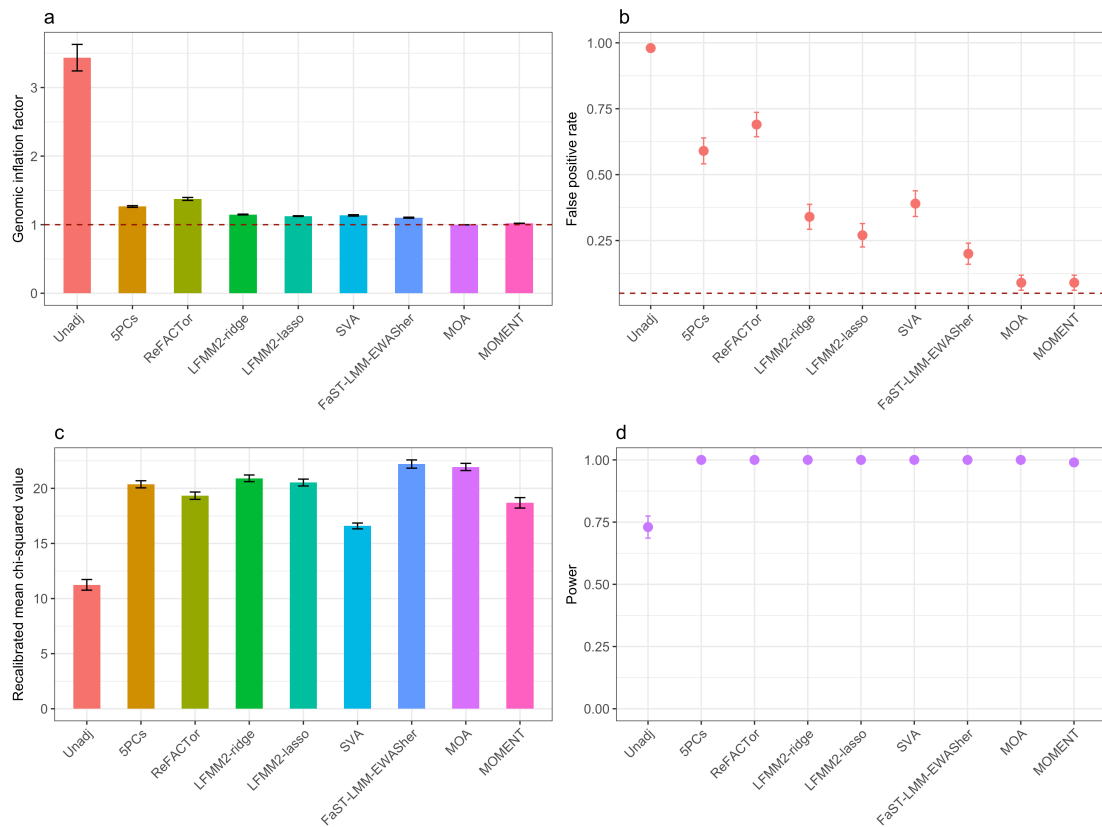 a
Genomic inflation factor
3
2
1
0
Unadj
5PCs
ReFACTor
LFMM2-ridge
LFMM2-lasso
SVA
FaST-LMM-EWASher
MOA
MOMENT
b
False positive rate
1.00
0.75
0.50
0.25
Unadj
5PCs
ReFACTor
LFMM2-ridge
LFMM2-lasso
SVA
FaST-LMM-EWASher
MOA
MOMENT
c
Recalibrated mean chi-squared value
20
15
10
5
0
Unadj
5PCs
ReFACTor
LFMM2-ridge
LFMM2-lasso
SVA
FaST-LMM-EWASher
MOA
MOMENT
d
Power
1.00
0.75
0.50
0.25
0.00
Unadj
5PCs
ReFACTor
LFMM2-ridge
LFMM2-lasso
SVA
FaST-LMM-EWASher
MOA
MOMENT